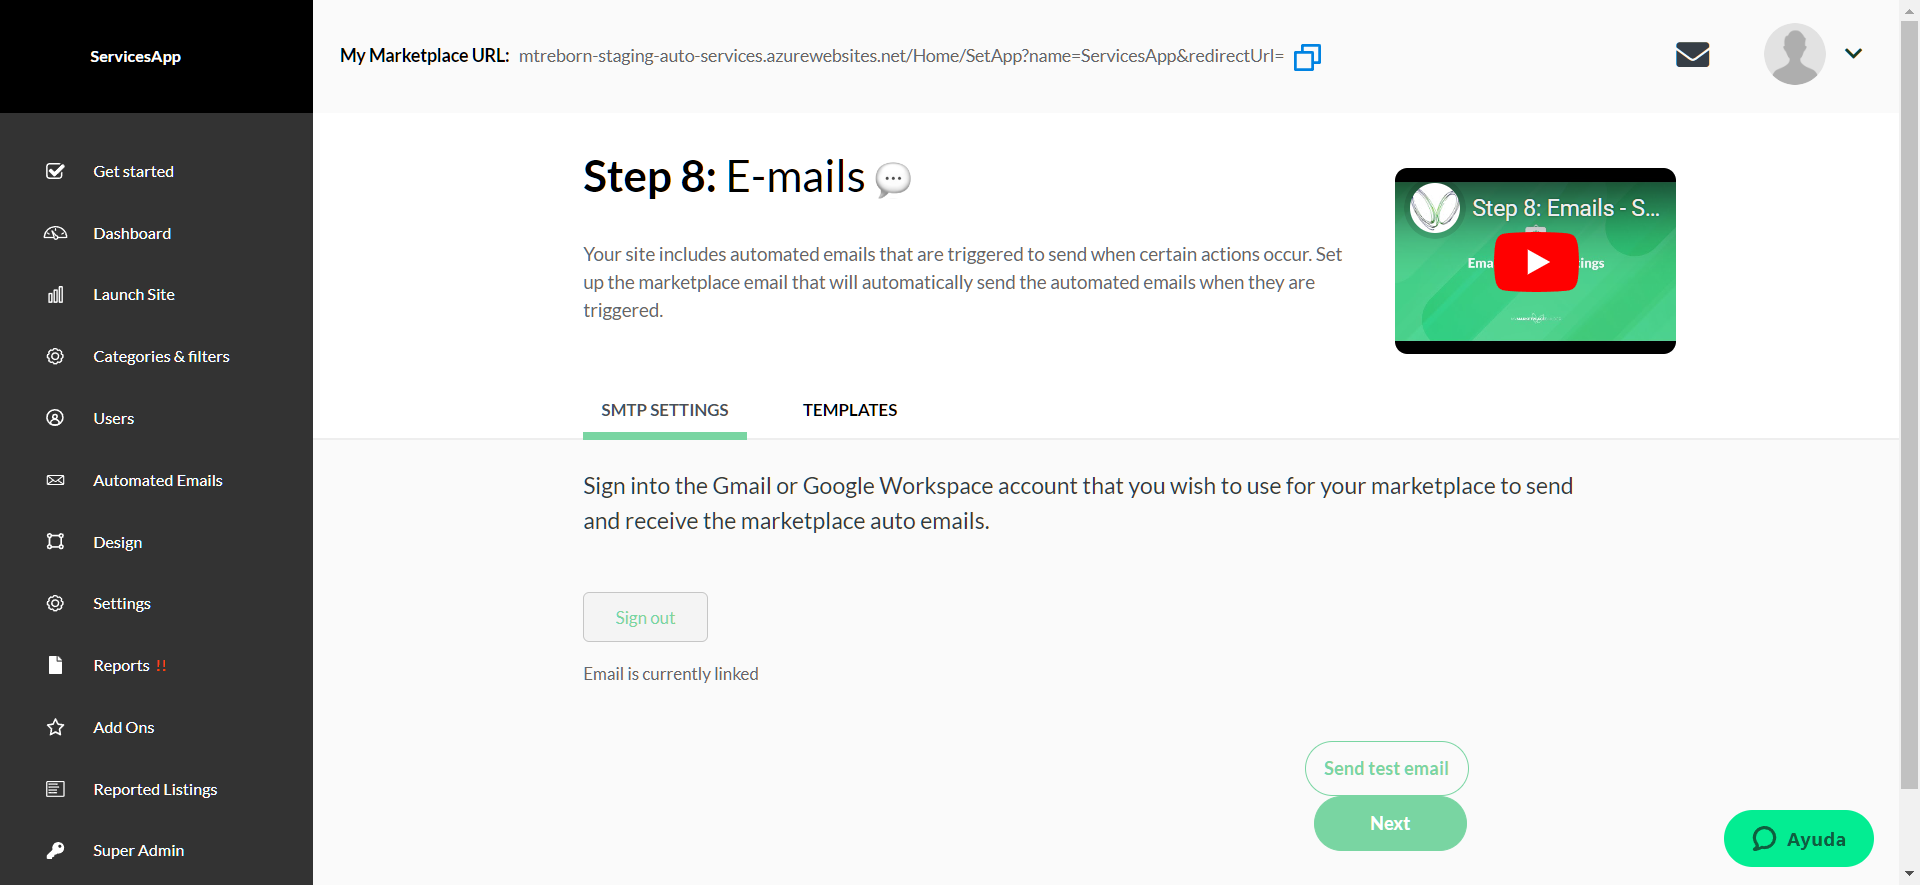 ServicesApp
My Marketplace URL: mtreborn-staging-auto-services.azurewebsites.net/Home/SetApp?name=ServicesApp&redirectUrl=
Get started
Dashboard
Launch Site
Categories & filters
Users
Automated Emails
Design
Settings
Reports !!
Add Ons
Reported Listings
Super Admin
Step 8: E-mails
Your site includes automated emails that are triggered to send when certain actions occur. Set
up the marketplace email that will automatically send the automated emails when they are
triggered.
Step 8: Emails - S...
SMTP SETTINGS
TEMPLATES
Sign into the Gmail or Google Workspace account that you wish to use for your marketplace to send
and receive the marketplace auto emails.
Sign out
Email is currently linked
Send test email
Next
Ayuda